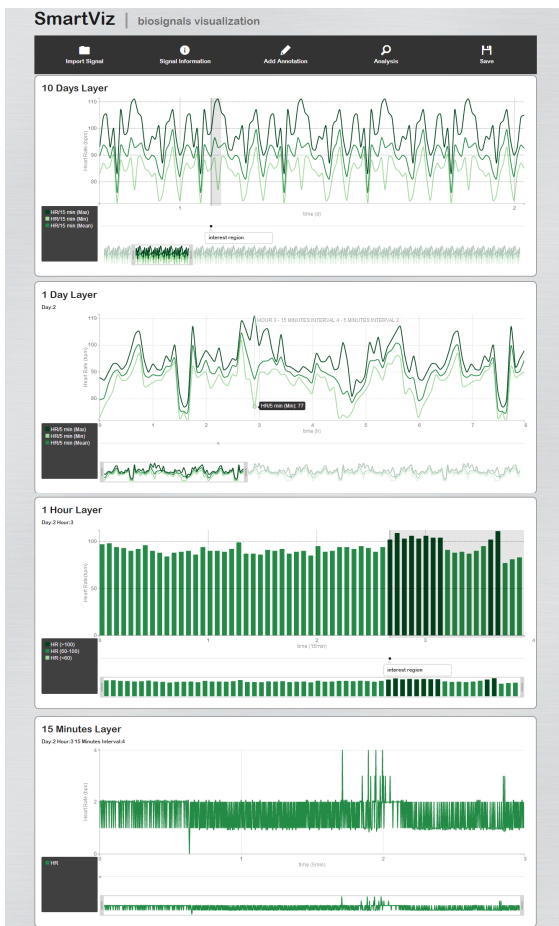 SmartViz | biosignals visualization
Import Signal
Signal Information
Add Annotation
Analysis
Save
10 Days Layer
110
100
90
80
Heart Rate (bpm)
1
2
time (d)
HR/15 min (Max)
HR/15 min (Min)
HR/15 min (Mean)
interest region
1 Day Layer
Day:2
HOUR 3 - 15 MINUTES INTERVAL 4 - 5 MINUTES INTERVAL 2
110
100
90
80
Heart Rate (bpm)
HR/5 min (Min): 77
0
1
2
3
4
5
6
7
8
time (h)
HR/5 min (Max)
HR/5 min (Min)
HR/5 min (Mean)
1 Hour Layer
Day:2 Hour:3
100
50
0
Heart Rate(bpm)
1
2
3
4
time (15min)
HR (>100)
HR (60-100)
HR (<60)
interest region
15 Minutes Layer
Day:2 Hour:3 15 Minutes Interval:4
4
2
0
Heart Rate (bps)
1
2
3
time (5min)
HR